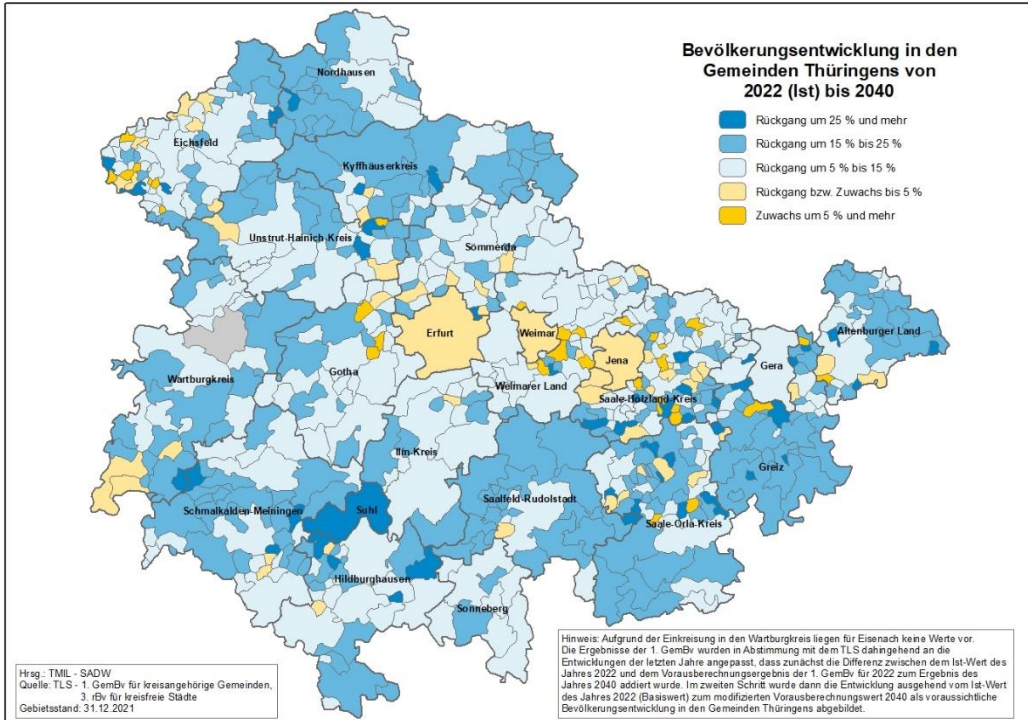 Bevölkerungsentwicklung in den
Gemeinden Thüringens von
2022 (Ist) bis 2040
Rückgang um 25 % und mehr
Rückgang um 15 % bis 25 %
Rückgang um 5 % bis 15 %
Rückgang bzw. Zuwachs bis 5 %
Zuwachs um 5 % und mehr
Nordhausen
Eichsfeld
Kyffhäuserkreis
Unstrut-Hainich-Kreis
Sömmerda
Erfurt
Weimar
Jena
Altenburger Land
Gera
Wartburgkreis
Gotha
Weimarer Land
Saale-Holzland-Kreis
Ilm-Kreis
Greiz
Saalfeld-Rudolstadt
Schmalkalden-Meiningen
Suhl
Saale-Orla-Kreis
Hildburghausen
Sonneberg
Hrsg.: TMIL - SADW
Quelle: TLS - 1. GemBv für kreisangehörige Gemeinden,
3. rBv für kreisfreie Städte
Gebietsstand: 31.12.2021
Hinweis: Aufgrund der Einkreisung in den Wartburgkreis liegen für Eisenach keine Werte vor.
Die Ergebnisse der 1. GemBv wurden in Abstimmung mit dem TLS dahingehend an die
Entwicklungen der letzten Jahre angepasst, dass zunächst die Differenz zwischen dem Ist-Wert des
Jahres 2022 und dem Vorausberechnungsergebnis der 1. GemBv für 2022 zum Ergebnis des
Jahres 2040 addiert wurde. Im zweiten Schritt wurde dann die Entwicklung ausgehend vom Ist-Wert
des Jahres 2022 (Basiswert) zum modifizierten Vorausberechnungswert 2040 als voraussichtliche
Bevölkerungsentwicklung in den Gemeinden Thüringens abgebildet.